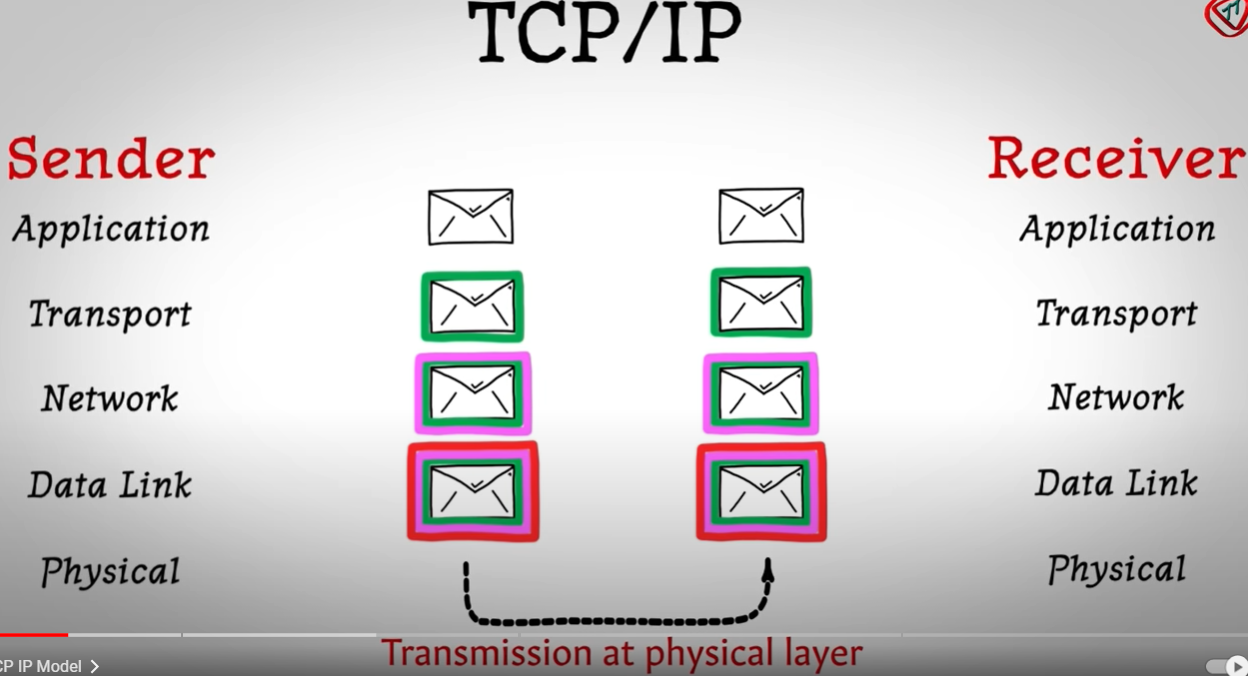 TCP/IP
Sender
Receiver
Application
Application
Transport
Transport
Network
Network
Data Link
Data Link
Physical
Physical
Transmission at physical layer
CP IP Model